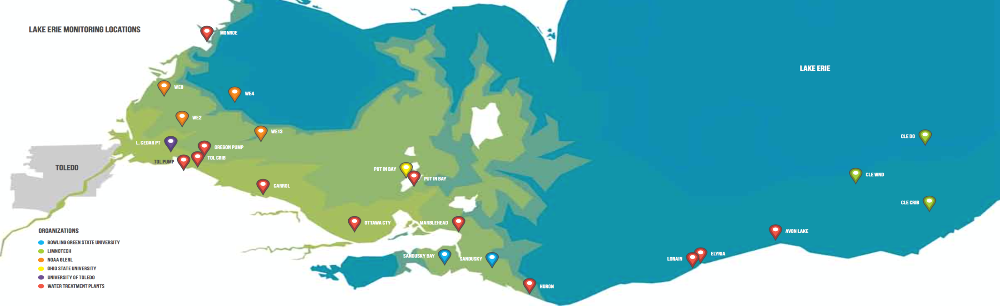 LAKE ERIE MONITORING LOCATIONS
MONROE
LAKE ERIE
WE8
WE4
WE2
WE13
CLE DO
L. CEDAR PT
OREGON PUMP
TOL CRIB
TOL PUMP
TOLEDO
PUT IN BAY
PUT IN BAY
CLE WND
CARROL
CLE CRIB
OTTAWA CTY
MARBLEHEAD
AVON LAKE
ORGANIZATIONS
BOWLING GREEN STATE UNIVERSITY
LIMNOTECH
NOAA GLERL
OHIO STATE UNIVERSITY
UNIVERSITY OF TOLEDO
WATER TREATMENT PLANTS
SANDUSKY BAY
SANDUSKY
LORAIN
ELYRIA
HURON